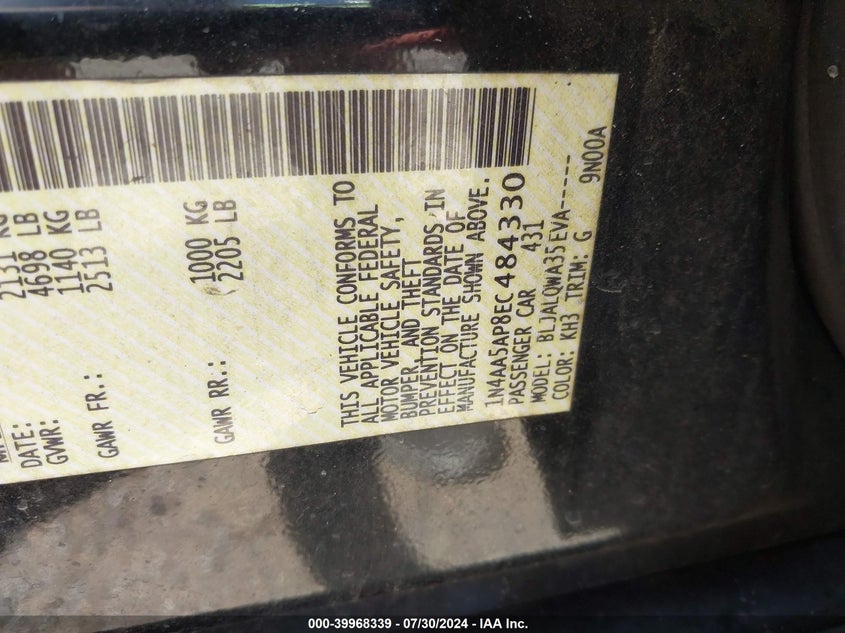 DATE:
GVWR: 2131 KG
4698 LB
GAWR FR.: 1140 KG
2513 LB
GAWR RR.: 1000 KG
2205 LB
THIS VEHICLE CONFORMS TO
ALL APPLICABLE FEDERAL
MOTOR VEHICLE SAFETY,
BUMPER, AND THEFT
PREVENTION STANDARDS IN
EFFECT ON THE DATE OF
MANUFACTURE SHOWN ABOVE.
1N4AA5AP8EC484330
PASSENGER CAR 431
MODEL: BLJALQWA35EVA-----
COLOR: KH3 TRIM: G 9N00A
000-39968339 - 07/30/2024 - IAA Inc.